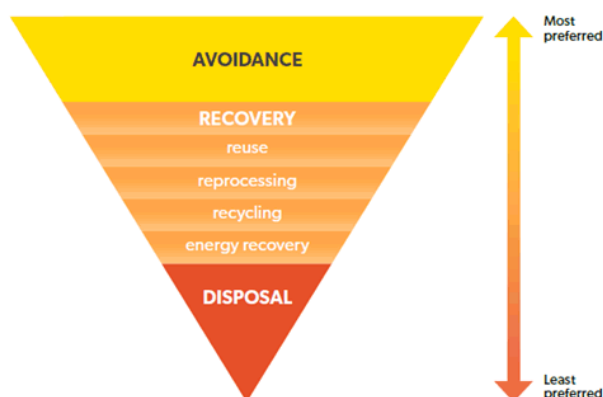 Most
preferred
AVOIDANCE
RECOVERY
reuse
reprocessing
recycling
energy recovery
DISPOSAL
Least
preferred